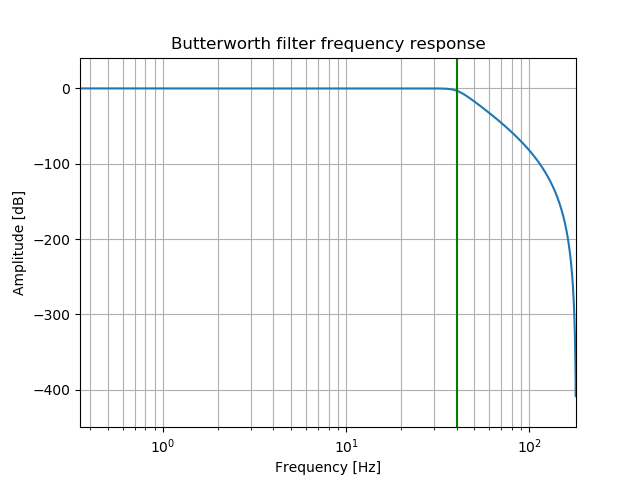 Butterworth filter frequency response
Amplitude [dB]
0
−100
−200
−300
−400
10⁰ 10¹ 10²
Frequency [Hz]